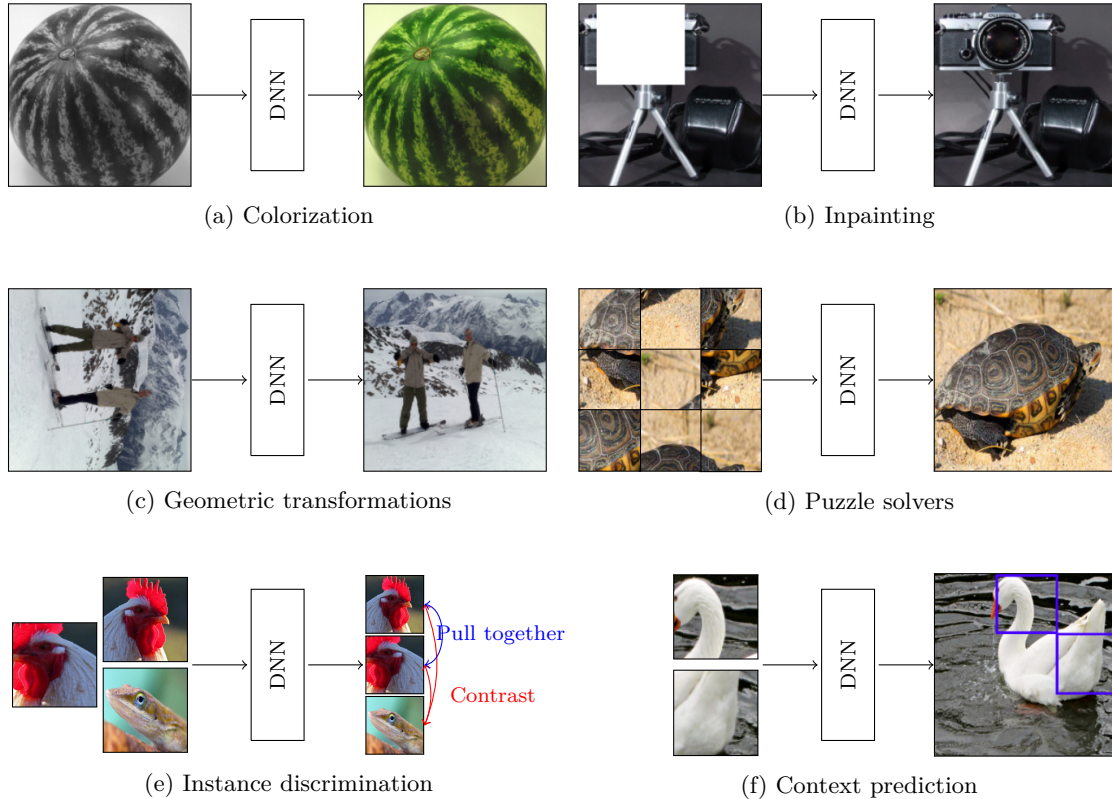 DNN
(a) Colorization
DNN
OLYMPUS
(b) Inpainting
DNN
(c) Geometric transformations
DNN
(d) Puzzle solvers
DNN
Pull together
Contrast
(e) Instance discrimination
DNN
(f) Context prediction